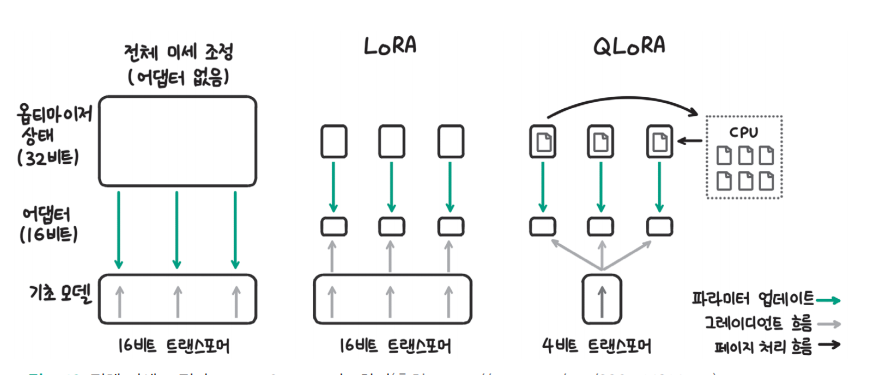 전체 미세 조정
(어댑터 없음)
LoRA
QLoRA
옵티마이저
상태
(32비트)
CPU
어댑터
(16비트)
기초 모델
16비트 트랜스포머
16비트 트랜스포머
4비트 트랜스포머
파라미터 업데이트
그레이디언트 흐름
페이지 처리 흐름